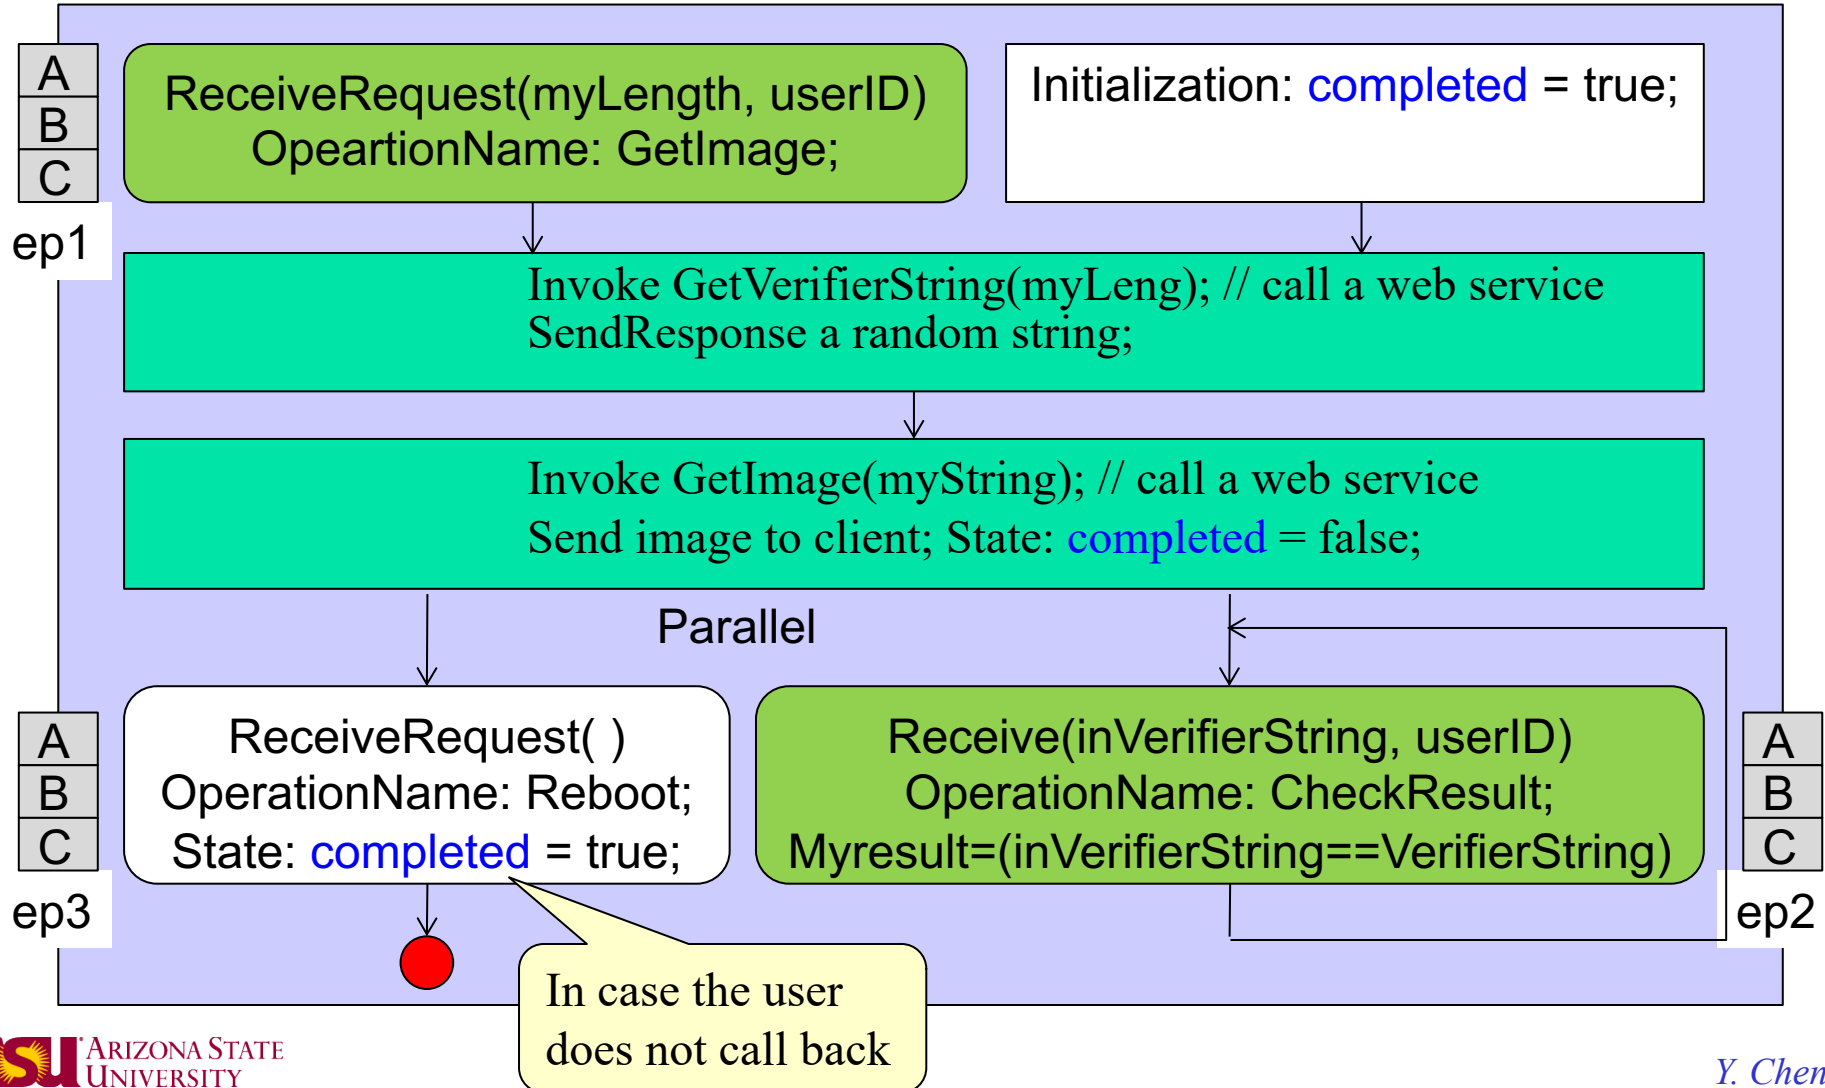 A
B
C
ep1
ReceiveRequest(myLength, userID)
OpeartionName: GetImage;
Initialization: completed = true;
Invoke GetVerifierString(myLeng); // call a web service
SendResponse a random string;
Invoke GetImage(myString); // call a web service
Send image to client; State: completed = false;
Parallel
A
B
C
ep3
ReceiveRequest( )
OperationName: Reboot;
State: completed = true;
Receive(inVerifierString, userID)
OperationName: CheckResult;
Myresult=(inVerifierString==VerifierString)
A
B
C
ep2
In case the user
does not call back
SU ARIZONA STATE
UNIVERSITY
Y. Chen